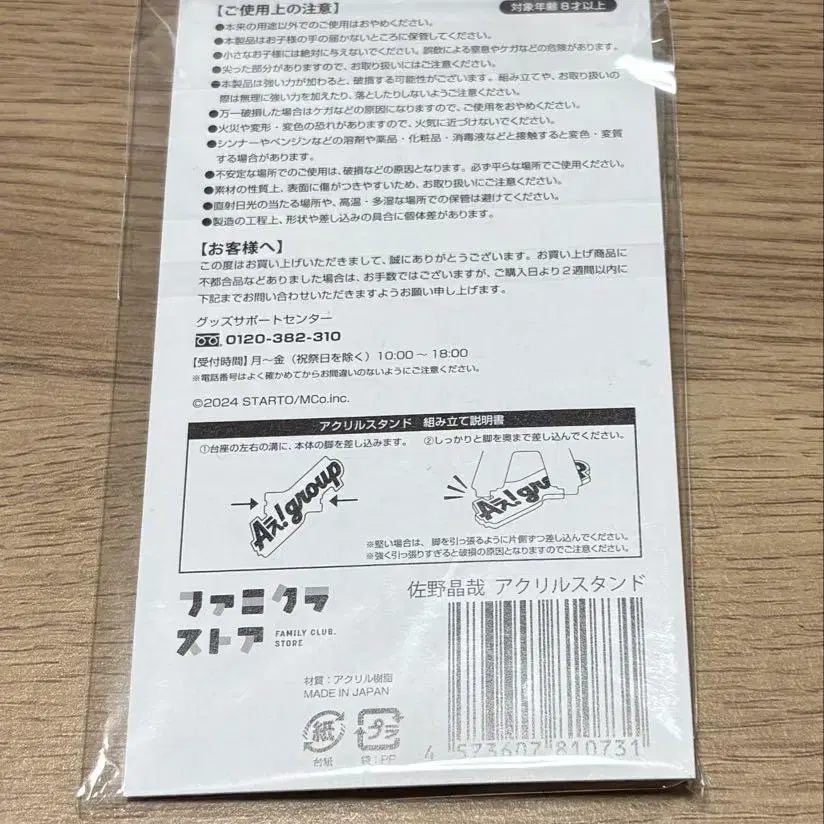 【ご使用上の注意】
対象年齢 8才以上
●本来の用途以外でのご使用はおやめください。
●本製品はお子様の手の届かないところに保管してください。
●小さなお子様には絶対に与えないでください。誤飲による窒息やケガなどの危険があります。
●尖った部分がありますので、お取り扱いにはご注意ください。
●本製品は強い力が加わると、破損する可能性がございます。組み立てや、お取り扱いの
際は無理に強い力を加えたり、落としたりしないようご注意ください。
●万一破損した場合はケガなどの原因になりますので、ご使用をおやめください。
●火災や変形・変色の恐れがありますので、火気に近づけないでください。
●シンナーやベンジンなどの溶剤や薬品・化粧品・消毒液などと接触すると変色・変質
する場合があります。
●不安定な場所でのご使用は、破損などの原因となります。必ず平らな場所でご使用ください。
●素材の性質上、表面に傷がつきやすいため、お取り扱いにご注意ください。
●直射日光の当たる場所や、高温・多湿な場所での保管は避けてください。
●製造の工程上、形状や差し込みの具合に個体差があります。
【お客様へ】
この度はお買い上げいただきまして、誠にありがとうございます。お買い上げ商品に
不都合品などありました場合は、お手数ではございますが、ご購入日より2週間以内に
下記までお問い合わせいただきますようお願い申し上げます。
グッズサポートセンター
0120-382-310
【受付時間】月～金（祝祭日を除く）10:00～18:00
※電話番号はよく確かめてからお間違いのないようにご注意ください。
©2024 STARTO/MCo.inc.
アクリルスタンド 組み立て説明書
①台座の左右の溝に、本体の脚を差し込みます。
②しっかりと脚を奥まで差し込んでください。
Aぇ! group
Aぇ! group
※堅い場合は、脚を引っ張るように片側ずつ差し込んでください。
※強く引っ張りすぎると破損の原因となりますのでご注意ください。
ファミクラ
ストア
FAMILY CLUB.
STORE
佐野晶哉 アクリルスタンド
材質：アクリル樹脂
MADE IN JAPAN
紙
台紙
プラ
袋：PP
4 573607 810731